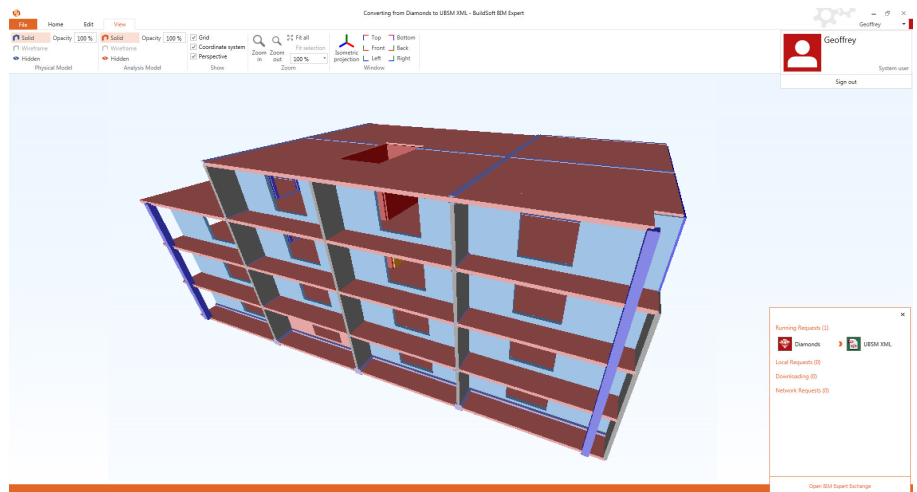 Converting from Diamonds to UBSM XML - BuildSoft BIM Expert
File Home Edit View
Geoffrey
Solid Opacity 100 %
Wireframe
Hidden
Physical Model
Solid Opacity 100 %
Wireframe
Hidden
Analysis Model
Grid
Coordinate system
Perspective
Show
Zoom in
Zoom out
Fit all
Fit selection
100 %
Zoom
Isometric projection
Top Bottom
Front Back
Left Right
Window
Geoffrey
System user
Sign out
Running Requests (1)
Diamonds UBSM XML
Local Requests (0)
Downloading (0)
Network Requests (0)
Open BIM Expert Exchange